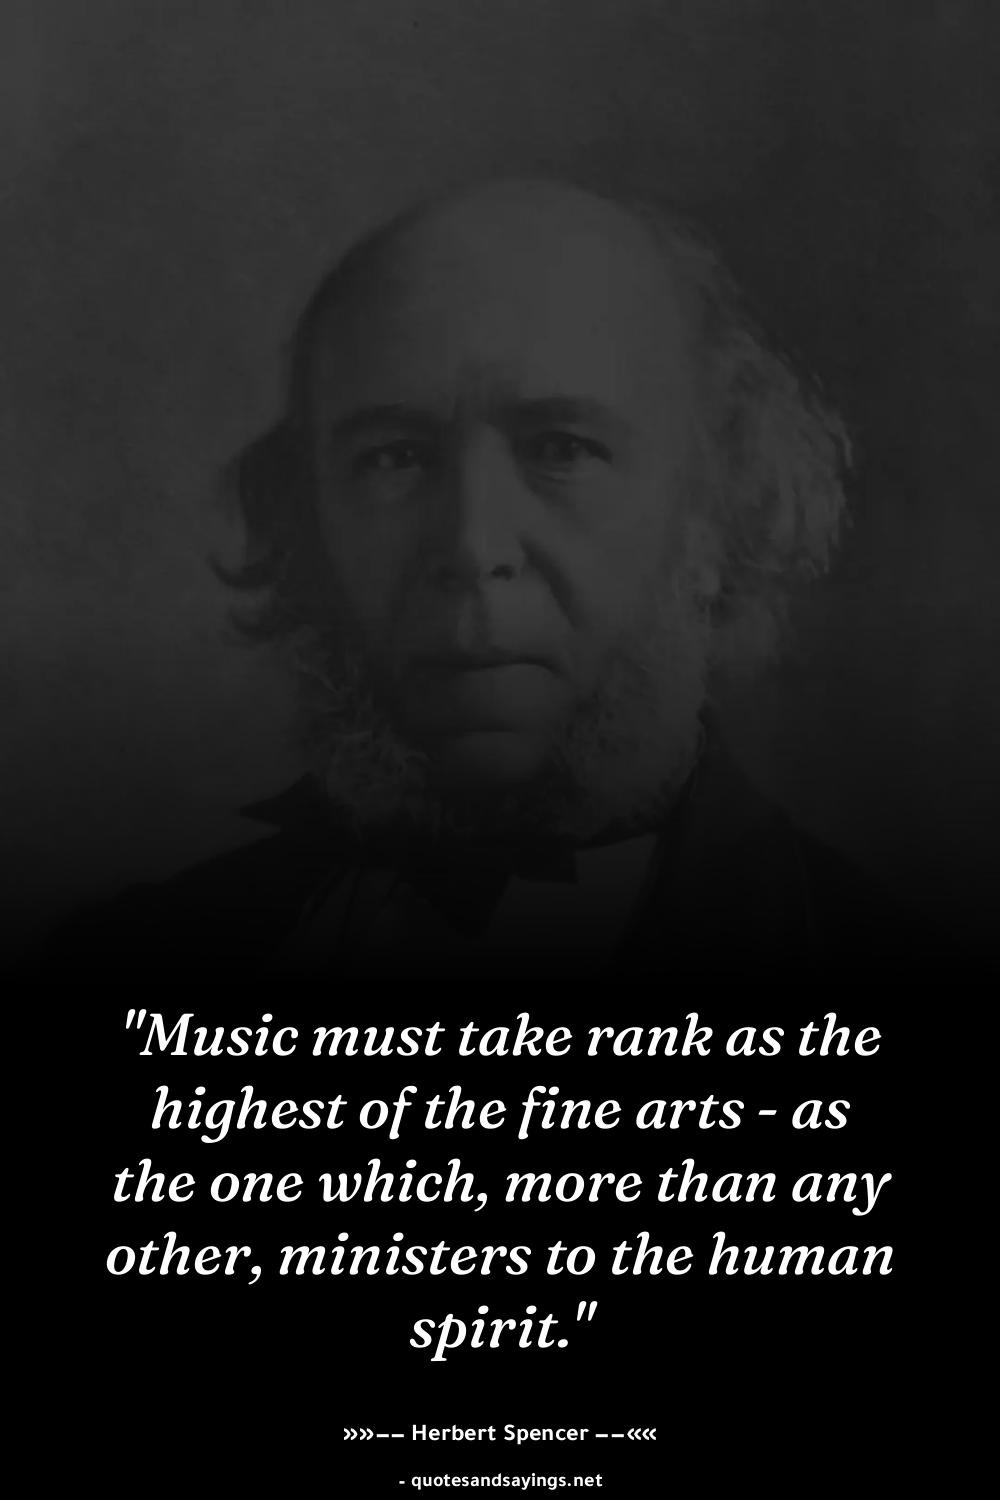 "Music must take rank as the
highest of the fine arts - as
the one which, more than any
other, ministers to the human
spirit."
»»–– Herbert Spencer ––««
- quotesandsayings.net